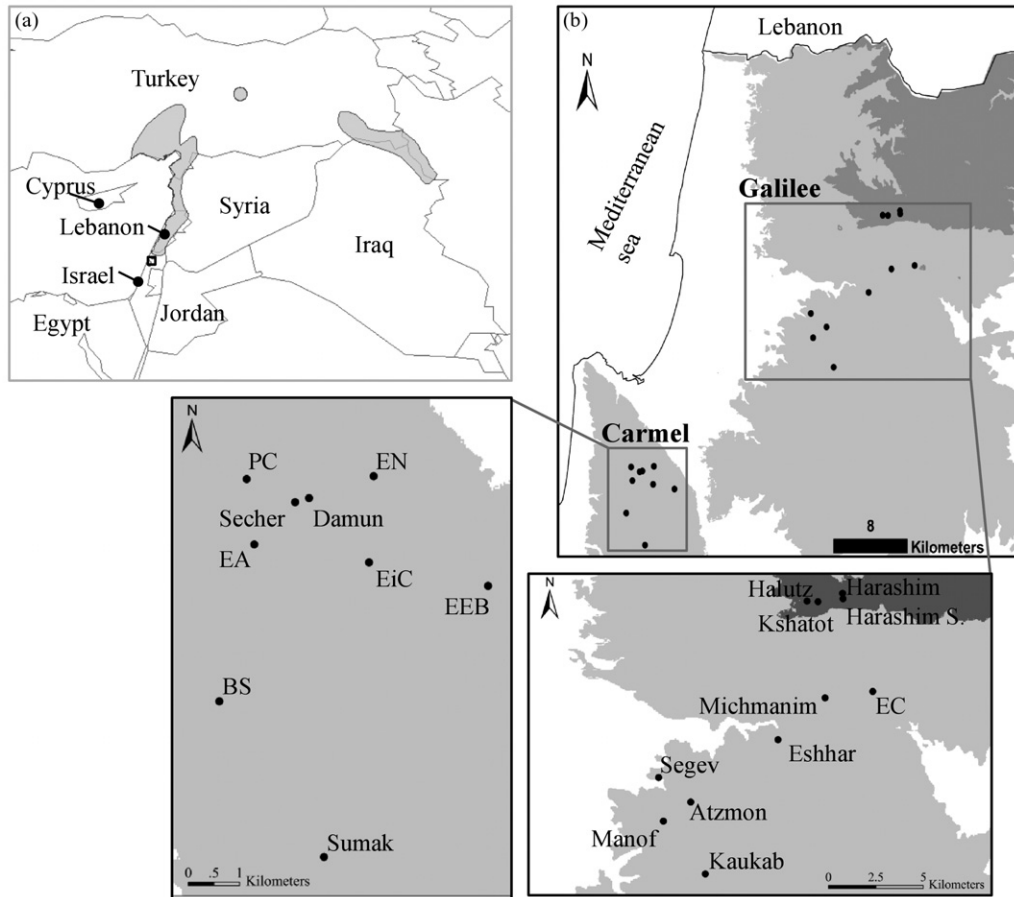 (a)
Turkey
Cyprus
Syria
Lebanon
Iraq
Israel
Jordan
Egypt
(b)
Lebanon
N
Mediterranean
sea
Galilee
Carmel
8
Kilometers
N
PC
EN
Secher
Damun
EA
EiC
EEB
BS
Sumak
0 .5 1
Kilometers
N
Halutz
Harashim
Harashim S.
Kshatot
Michmanim
EC
Eshhar
Segev
Atzmon
Manof
Kaukab
0 2.5 5
Kilometers